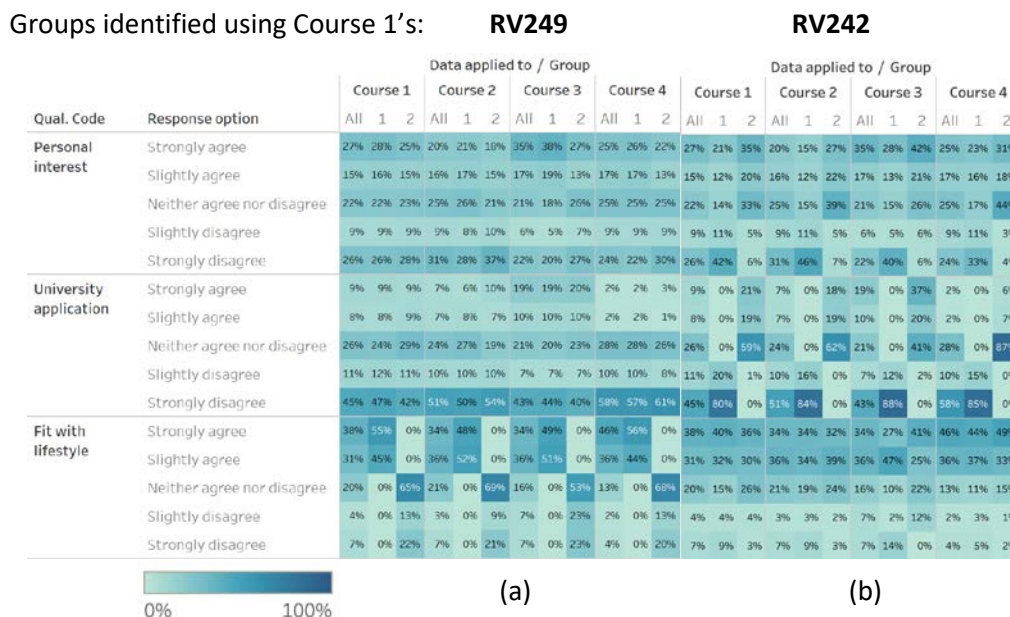 Groups identified using Course 1’s: RV249 RV242
Data applied to / Group Data applied to / Group
Course 1 Course 2 Course 3 Course 4 Course 1 Course 2 Course 3 Course 4
Qual. Code Response option All 1 2 All 1 2 All 1 2 All 1 2 All 1 2 All 1 2 All 1 2 All 1 2
Personal interest Strongly agree 27% 28% 25% 20% 21% 18% 35% 38% 27% 25% 26% 22% 27% 21% 35% 20% 15% 27% 35% 28% 42% 25% 23% 31%
Slightly agree 15% 16% 15% 16% 17% 15% 17% 19% 13% 17% 17% 13% 15% 12% 20% 16% 12% 22% 17% 13% 21% 17% 16% 18%
Neither agree nor disagree 22% 22% 23% 25% 26% 21% 21% 18% 26% 25% 25% 25% 22% 14% 33% 25% 15% 39% 21% 15% 26% 25% 17% 44%
Slightly disagree 9% 9% 9% 9% 8% 10% 6% 5% 7% 9% 9% 9% 9% 11% 5% 9% 11% 5% 6% 5% 6% 9% 11% 3%
Strongly disagree 26% 26% 28% 31% 28% 37% 22% 20% 27% 24% 22% 30% 26% 42% 6% 31% 46% 7% 22% 40% 6% 24% 33% 4%
University application Strongly agree 9% 9% 9% 7% 6% 10% 19% 19% 20% 2% 2% 3% 9% 0% 21% 7% 0% 18% 19% 0% 37% 2% 0% 6%
Slightly agree 8% 8% 9% 7% 8% 7% 10% 10% 10% 2% 2% 1% 8% 0% 19% 7% 0% 19% 10% 0% 20% 2% 0% 7%
Neither agree nor disagree 26% 24% 29% 24% 27% 19% 21% 20% 23% 28% 28% 26% 26% 0% 59% 24% 0% 62% 21% 0% 41% 28% 0% 87%
Slightly disagree 11% 12% 11% 10% 10% 10% 7% 7% 7% 10% 10% 8% 11% 20% 1% 10% 16% 0% 7% 12% 2% 10% 15% 0%
Strongly disagree 45% 47% 42% 51% 50% 54% 43% 44% 40% 58% 57% 61% 45% 80% 0% 51% 84% 0% 43% 88% 0% 58% 85% 0%
Fit with lifestyle Strongly agree 38% 55% 0% 34% 48% 0% 34% 49% 0% 46% 56% 0% 38% 40% 36% 34% 34% 32% 34% 27% 41% 46% 44% 49%
Slightly agree 31% 45% 0% 36% 52% 0% 36% 51% 0% 36% 44% 0% 31% 32% 30% 36% 34% 39% 36% 47% 25% 36% 37% 33%
Neither agree nor disagree 20% 0% 65% 21% 0% 69% 16% 0% 53% 13% 0% 68% 20% 15% 26% 21% 19% 24% 16% 10% 22% 13% 11% 15%
Slightly disagree 4% 0% 13% 3% 0% 9% 7% 0% 23% 2% 0% 13% 4% 4% 4% 3% 3% 2% 7% 2% 12% 2% 3% 1%
Strongly disagree 7% 0% 22% 7% 0% 21% 7% 0% 23% 4% 0% 20% 7% 9% 3% 7% 9% 3% 7% 14% 0% 4% 5% 2%
0% 100% (a) (b)